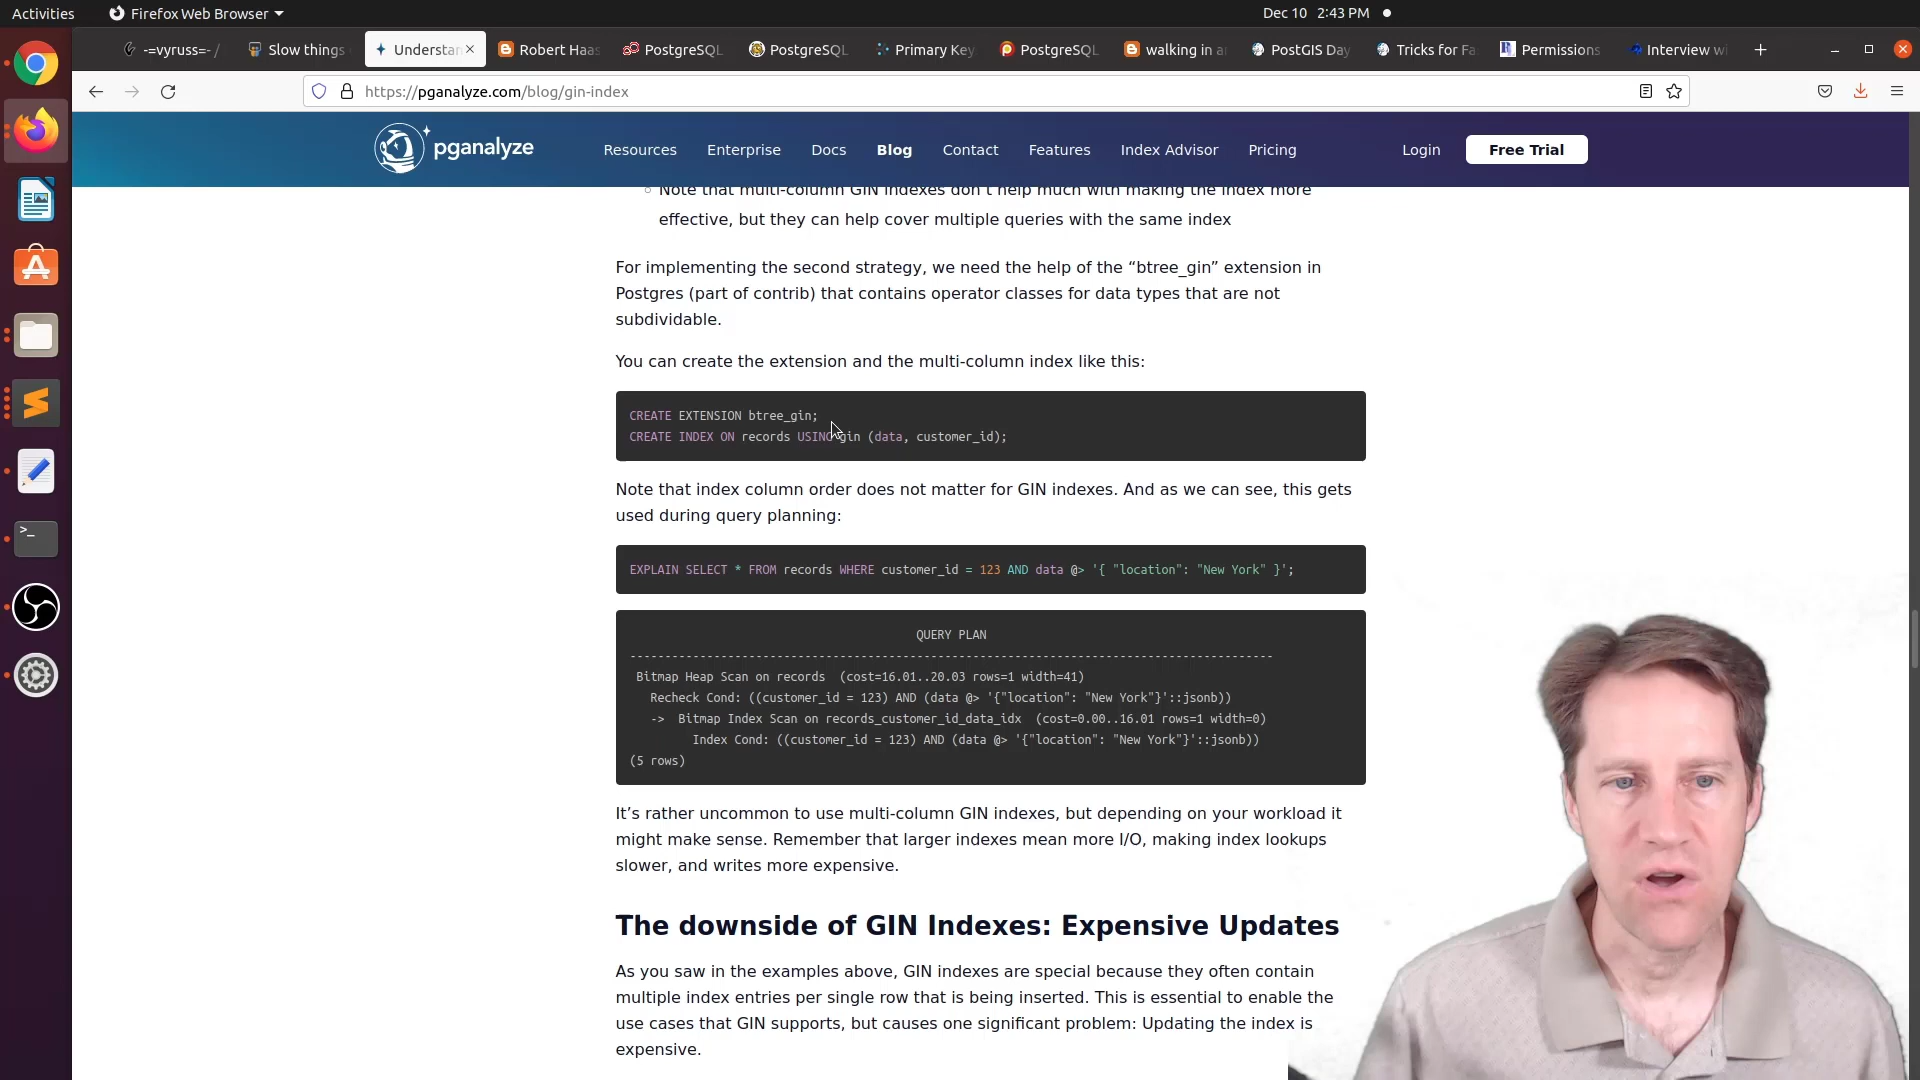 Activities
Firefox Web Browser
Dec 10 2:43 PM
-=vyruss=- /
Slow things
Understan
Robert Haas
PostgreSQL
PostgreSQL
Primary Key
PostgreSQL
walking in a
PostGIS Day
Tricks for Fa
Permissions
Interview wi
https://pganalyze.com/blog/gin-index
pganalyze
Resources
Enterprise
Docs
Blog
Contact
Features
Index Advisor
Pricing
Login
Free Trial
Note that multi-column GIN indexes don't help much with making the index more
effective, but they can help cover multiple queries with the same index
For implementing the second strategy, we need the help of the “btree_gin” extension in
Postgres (part of contrib) that contains operator classes for data types that are not
subdividable.
You can create the extension and the multi-column index like this:
CREATE EXTENSION btree_gin;
CREATE INDEX ON records USING gin (data, customer_id);
Note that index column order does not matter for GIN indexes. And as we can see, this gets
used during query planning:
EXPLAIN SELECT * FROM records WHERE customer_id = 123 AND data @> '{ "location": "New York" }';
QUERY PLAN
--------------------------------------------------------------------------------------------
Bitmap Heap Scan on records (cost=16.01..20.03 rows=1 width=41)
Recheck Cond: ((customer_id = 123) AND (data @> '{"location": "New York"}'::jsonb))
-> Bitmap Index Scan on records_customer_id_data_idx (cost=0.00..16.01 rows=1 width=0)
Index Cond: ((customer_id = 123) AND (data @> '{"location": "New York"}'::jsonb))
(5 rows)
It’s rather uncommon to use multi-column GIN indexes, but depending on your workload it
might make sense. Remember that larger indexes mean more I/O, making index lookups
slower, and writes more expensive.
The downside of GIN Indexes: Expensive Updates
As you saw in the examples above, GIN indexes are special because they often contain
multiple index entries per single row that is being inserted. This is essential to enable the
use cases that GIN supports, but causes one significant problem: Updating the index is
expensive.